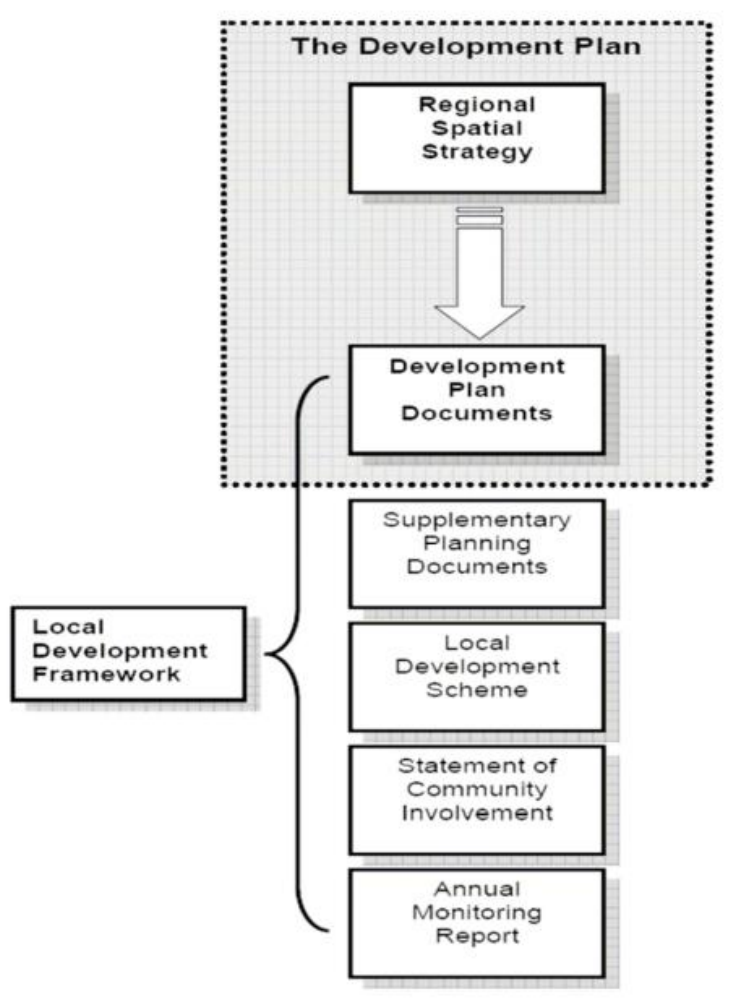 The Development Plan
Regional
Spatial
Strategy
Development
Plan
Documents
Supplementary
Planning
Documents
Local
Development
Framework
Local
Development
Scheme
Statement of
Community
Involvement
Annual
Monitoring
Report